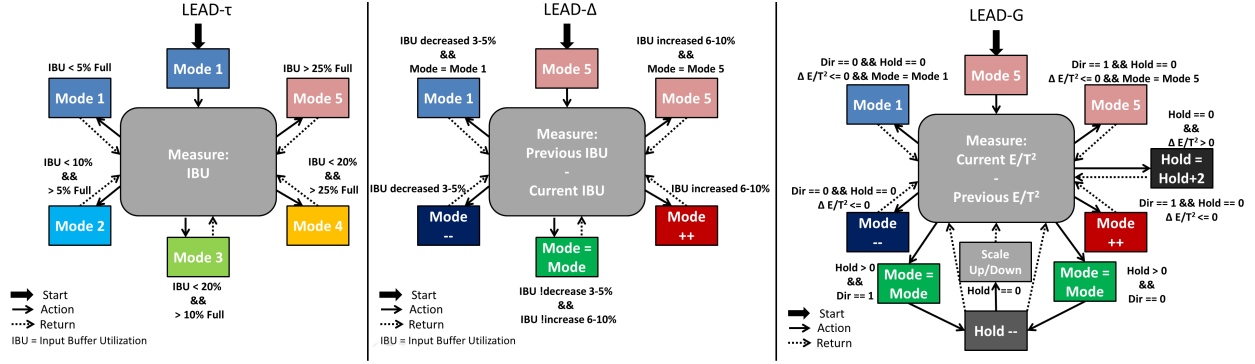 LEAD-τ
Mode 1
IBU < 5% Full
Mode 1
IBU > 25% Full
Mode 5
Measure:
IBU
IBU < 10%
&&
> 5% Full
Mode 2
IBU < 20%
&&
> 25% Full
Mode 4
Mode 3
IBU < 20%
&&
> 10% Full
Start
Action
Return
IBU = Input Buffer Utilization
LEAD-Δ
Mode 5
IBU decreased 3-5%
&&
Mode = Mode 1
Mode 1
IBU increased 6-10%
&&
Mode = Mode 5
Mode 5
Measure:
Previous IBU
-
Current IBU
IBU decreased 3-5%
Mode
--
IBU increased 6-10%
Mode
++
Mode =
Mode
IBU !decrease 3-5%
&&
IBU !increase 6-10%
Start
Action
Return
IBU = Input Buffer Utilization
LEAD-G
Mode 5
Dir == 0 && Hold == 0
Δ E/T² <= 0 && Mode = Mode 1
Mode 1
Dir == 1 && Hold == 0
Δ E/T² <= 0 && Mode = Mode 5
Mode 5
Measure:
Current E/T²
-
Previous E/T²
Hold == 0
&&
Δ E/T² > 0
Hold =
Hold+2
Dir == 0 && Hold == 0
Δ E/T² <= 0
Mode
--
Dir == 1 && Hold == 0
Δ E/T² <= 0
Mode
++
Scale
Up/Down
Hold > 0
&&
Dir == 1
Mode =
Mode
Mode =
Mode
Hold > 0
&&
Dir == 0
Hold == 0
Hold --
Start
Action
Return